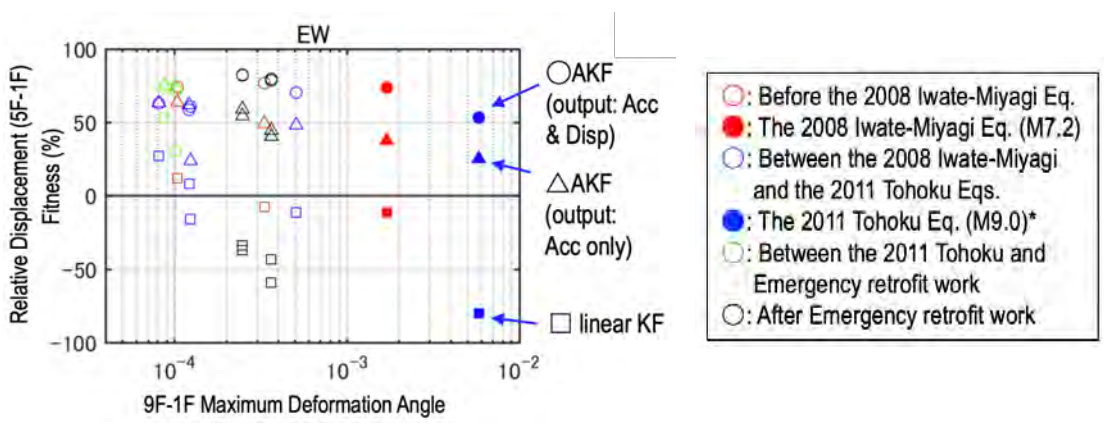 EW
100
50
0
−50
−100
Relative Displacement (5F-1F)
Fitness (%)
10−4
10−3
10−2
9F-1F Maximum Deformation Angle
AKF
(output: Acc
& Disp)
AKF
(output:
Acc only)
linear KF
: Before the 2008 Iwate-Miyagi Eq.
: The 2008 Iwate-Miyagi Eq. (M7.2)
: Between the 2008 Iwate-Miyagi
and the 2011 Tohoku Eqs.
: The 2011 Tohoku Eq. (M9.0)*
: Between the 2011 Tohoku and
Emergency retrofit work
: After Emergency retrofit work